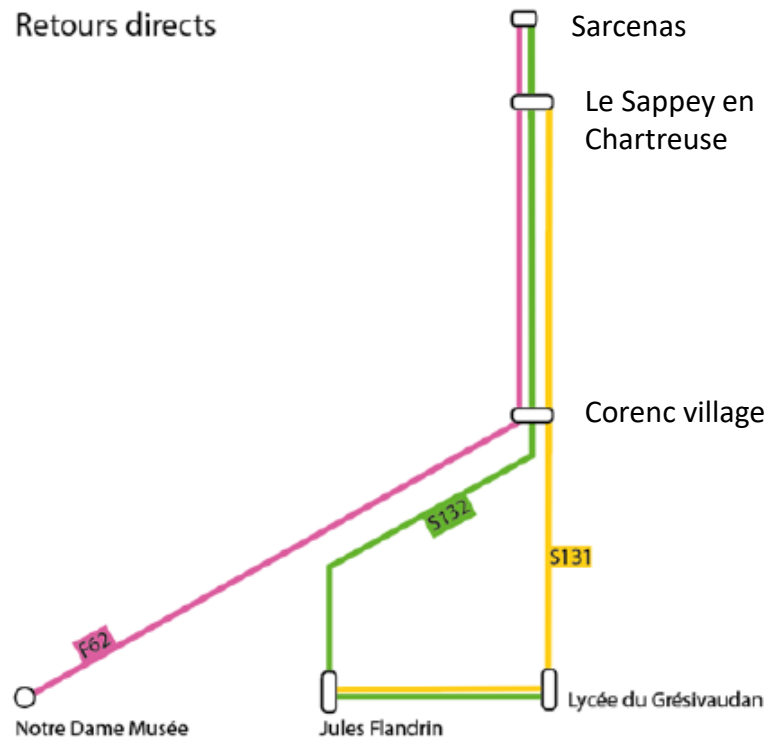 Retours directs
Sarcenas
Le Sappey en
Chartreuse
Corenc village
S132
S131
F62
Lycée du Grésivaudan
Notre Dame Musée
Jules Flandrin